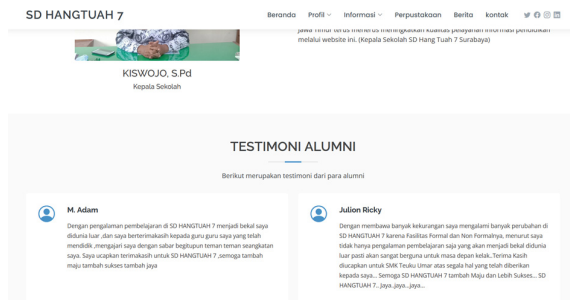 SD HANGTUAH 7
Beranda Profil Informasi Perpustakaan Berita kontak
Jawa Timur terus menerus meningkatkan kualitas pelayanan informasi pendidikan
melalui website ini. (Kepala Sekolah SD Hang Tuah 7 Surabaya)
KISWOJO, S.Pd
Kepala Sekolah
TESTIMONI ALUMNI
Berikut merupakan testimoni dari para alumni
M. Adam
Dengan pengalaman pembelajaran di SD HANGTUAH 7 menjadi bekal saya
didunia luar ,dan saya berterimakasih kepada guru guru saya yang telah
mendidik ,mengajari saya dengan sabar begitupun teman teman seangkatan
saya. Saya ucapkan terimakasih untuk SD HANGTUAH 7 ,semoga tambah
maju tambah sukses tambah jaya
Julion Ricky
Dengan membawa banyak kekurangan saya mengalami banyak perubahan di
SD HANGTUAH 7 karena Fasilitas Formal dan Non Formalnya, menurut saya
tidak hanya pengalaman pembelajaran saja yang akan menjadi bekal didunia
luar pasti akan sangat berguna untuk masa depan kelak..Terima Kasih
diucapkan untuk SMK Teuku Umar atas segala hal yang telah diberikan
kepada saya... Semoga SD HANGTUAH 7 tambah Maju dan Lebih Sukses... SD
HANGTUAH 7.. Jaya..jaya...jaya...